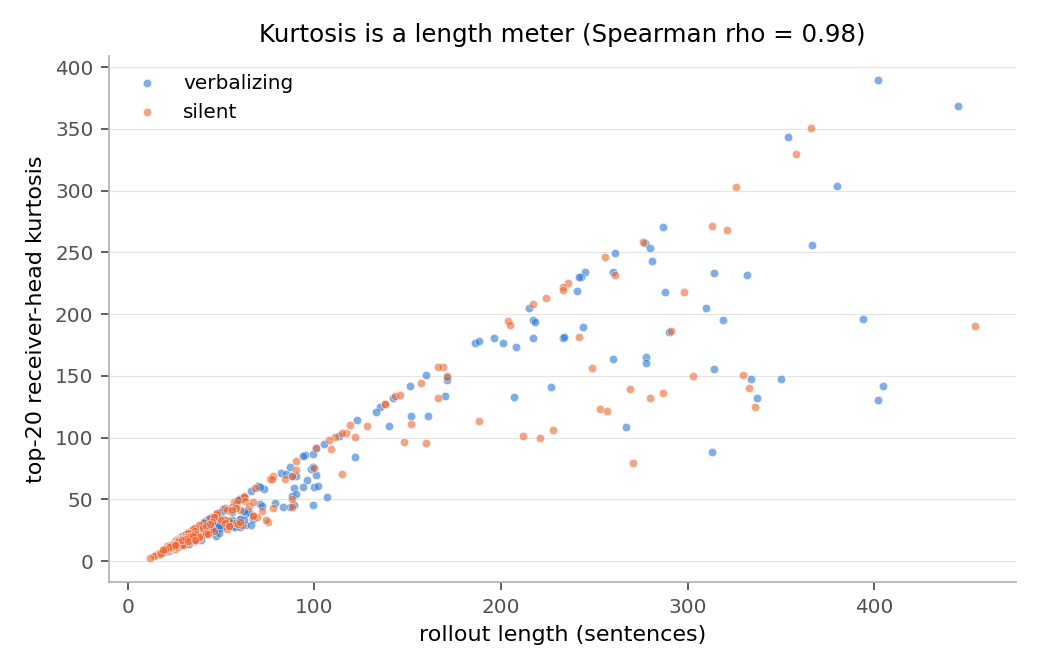 Kurtosis is a length meter (Spearman rho = 0.98)
verbalizing
silent
top-20 receiver-head kurtosis
400
350
300
250
200
150
100
50
0
0 100 200 300 400
rollout length (sentences)